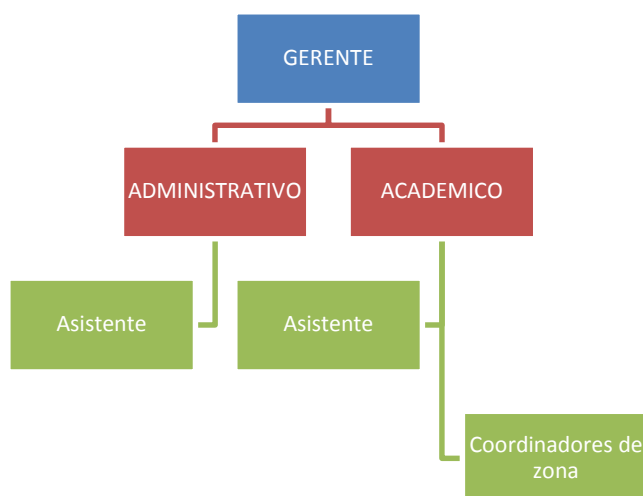 GERENTE
ADMINISTRATIVO
ACADEMICO
Asistente
Asistente
Coordinadores de
zona